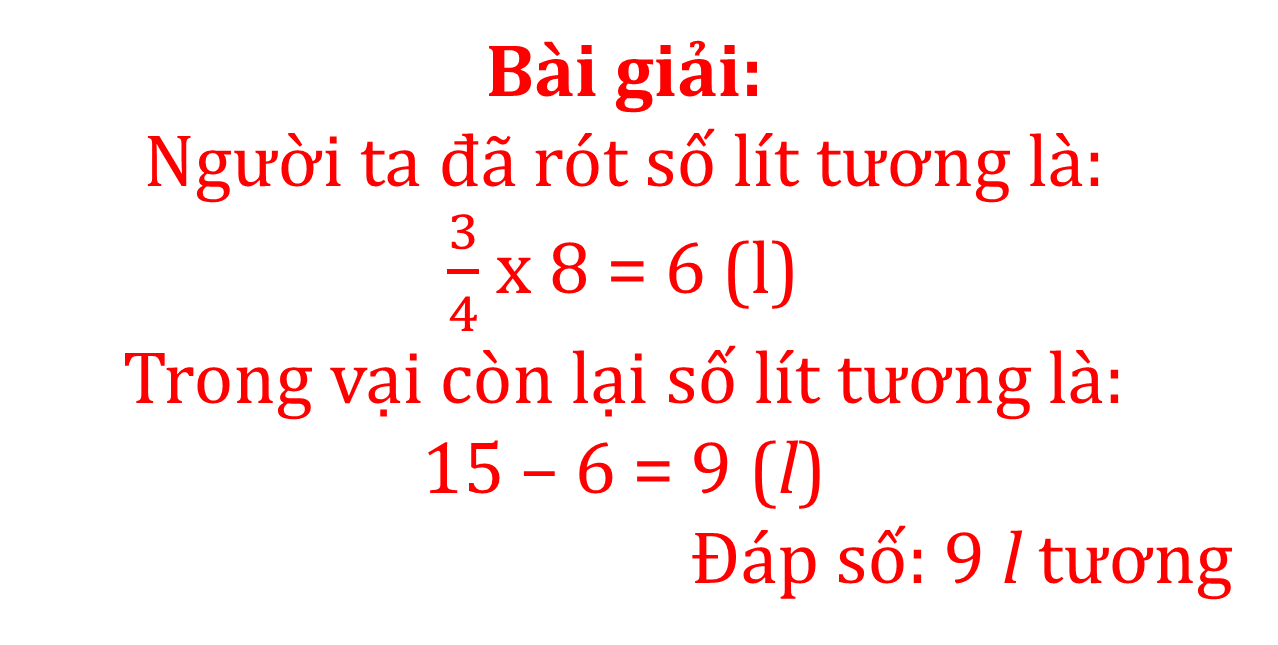 Bài giải:
Người ta đã rót số lít tương là:
3/4 x 8 = 6 (l)
Trong vại còn lại số lít tương là:
15 – 6 = 9 (l)
Đáp số: 9 l tương